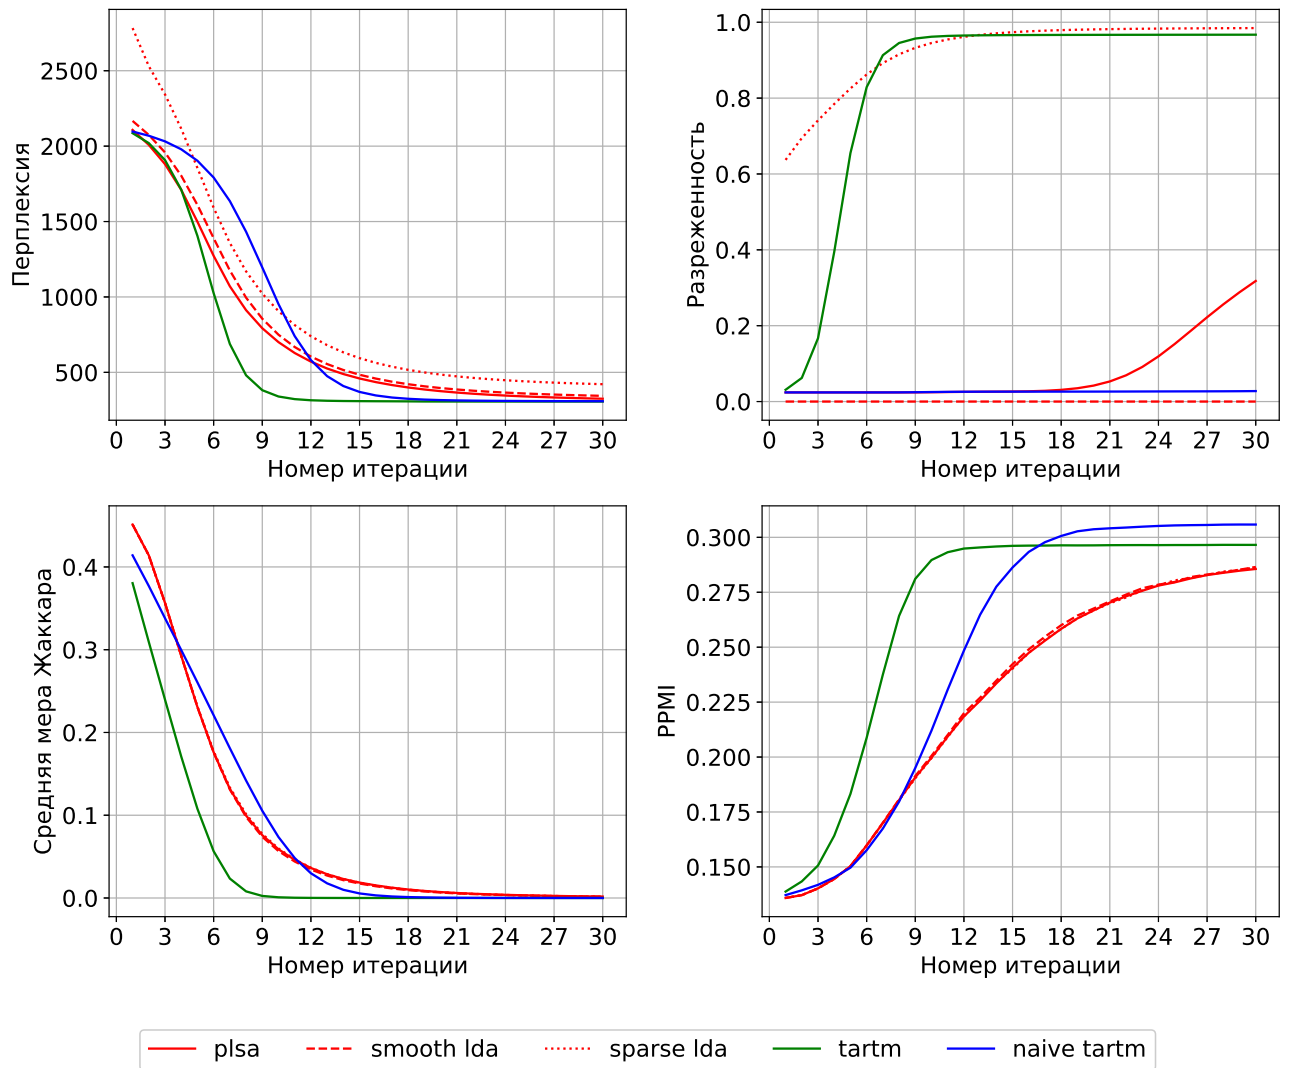 Перплексия
2500
2000
1500
1000
500
0 3 6 9 12 15 18 21 24 27 30
Номер итерации
Разреженность
1.0
0.8
0.6
0.4
0.2
0.0
0 3 6 9 12 15 18 21 24 27 30
Номер итерации
Средняя мера Жаккара
0.4
0.3
0.2
0.1
0.0
0 3 6 9 12 15 18 21 24 27 30
Номер итерации
PPMI
0.300
0.275
0.250
0.225
0.200
0.175
0.150
0 3 6 9 12 15 18 21 24 27 30
Номер итерации
plsa smooth lda sparse lda tartm naive tartm